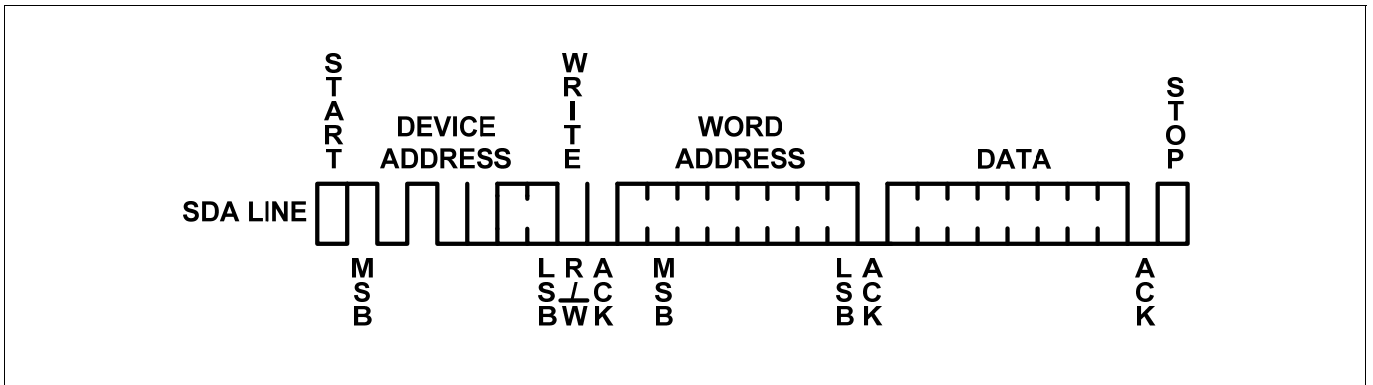 START
WRITE
STOP
DEVICE
ADDRESS
WORD
ADDRESS
DATA
SDA LINE
MSB
LSB
R/W
ACK
MSB
LSB
ACK
ACK